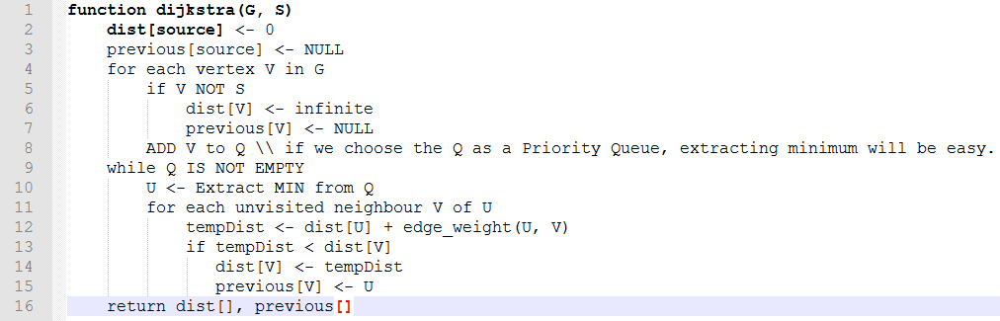 1 function dijkstra(G, S)
2 dist[source] <- 0
3 previous[source] <- NULL
4 for each vertex V in G
5 if V NOT S
6 dist[V] <- infinite
7 previous[V] <- NULL
8 ADD V to Q \\ if we choose the Q as a Priority Queue, extracting minimum will be easy.
9 while Q IS NOT EMPTY
10 U <- Extract MIN from Q
11 for each unvisited neighbour V of U
12 tempDist <- dist[U] + edge_weight(U, V)
13 if tempDist < dist[V]
14 dist[V] <- tempDist
15 previous[V] <- U
16 return dist[], previous[]